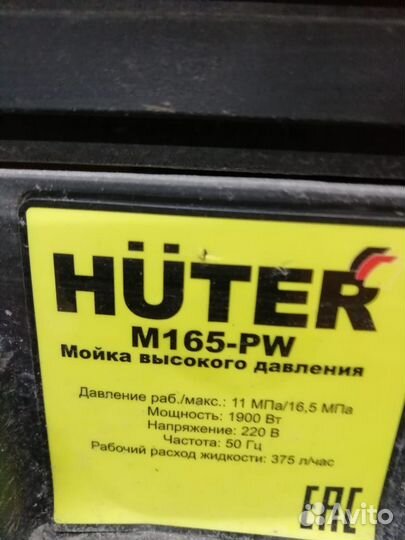 HÜTER
M165-PW
Мойка высокого давления
Давление раб./макс.: 11 МПа/16,5 МПа
Мощность: 1900 Вт
Напряжение: 220 В
Частота: 50 Гц
Рабочий расход жидкости: 375 л/час
EAC
Avito